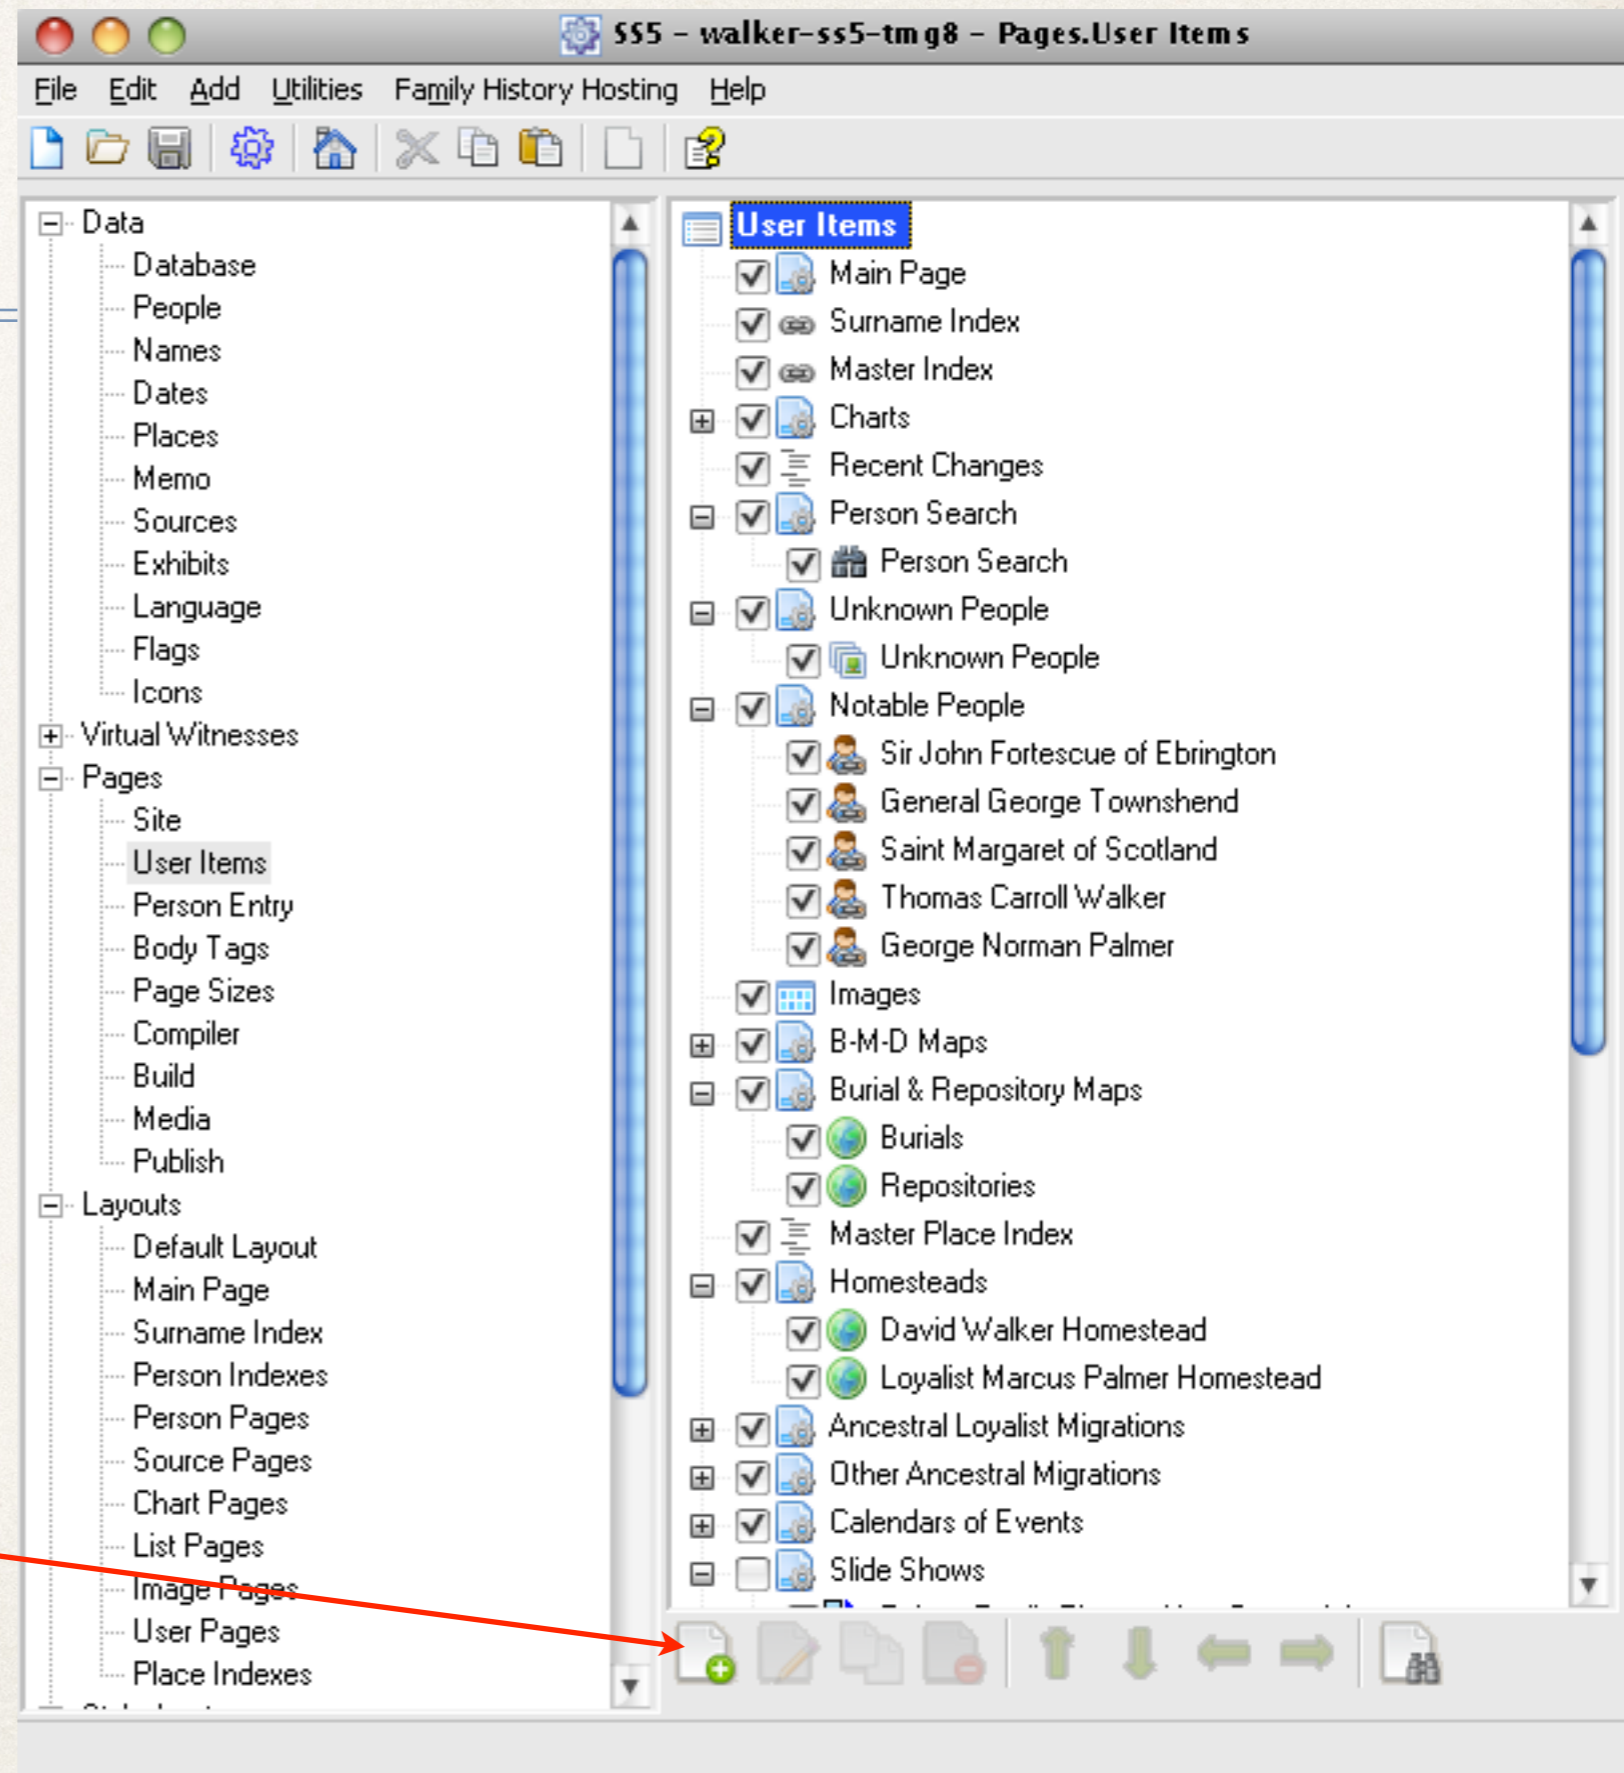 SS5 - walker-ss5-tmg8 - Pages.User Items
File Edit Add Utilities Family History Hosting Help
Data
Database
People
Names
Dates
Places
Memo
Sources
Exhibits
Language
Flags
Icons
Virtual Witnesses
Pages
Site
User Items
Person Entry
Body Tags
Page Sizes
Compiler
Build
Media
Publish
Layouts
Default Layout
Main Page
Surname Index
Person Indexes
Person Pages
Source Pages
Chart Pages
List Pages
Image Pages
User Pages
Place Indexes
User Items
Main Page
Surname Index
Master Index
Charts
Recent Changes
Person Search
Person Search
Unknown People
Unknown People
Notable People
Sir John Fortescue of Ebrington
General George Townshend
Saint Margaret of Scotland
Thomas Carroll Walker
George Norman Palmer
Images
B-M-D Maps
Burial & Repository Maps
Burials
Repositories
Master Place Index
Homesteads
David Walker Homestead
Loyalist Marcus Palmer Homestead
Ancestral Loyalist Migrations
Other Ancestral Migrations
Calendars of Events
Slide Shows